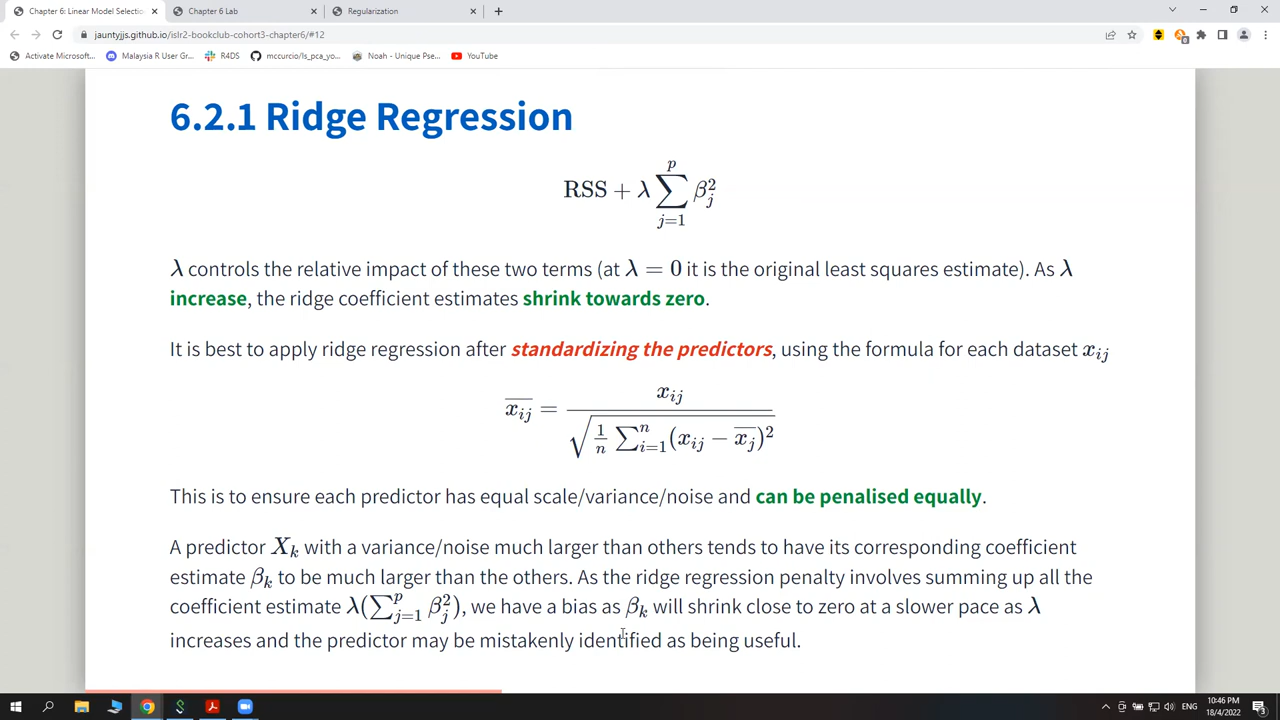 Chapter 6: Linear Model Selectio
Chapter 6 Lab
Regularization
jauntyjjs.github.io/islr2-bookclub-cohort3-chapter6/#12
Activate Microsoft...
Malaysia R User Gr...
R4DS
mccurcio/Is_pca_yo...
Noah - Unique Pse...
YouTube
6.2.1 Ridge Regression
RSS + λ ∑_{j=1}^{p} β_j^2
λ controls the relative impact of these two terms (at λ = 0 it is the original least squares estimate). As λ
increase, the ridge coefficient estimates shrink towards zero.
It is best to apply ridge regression after standardizing the predictors, using the formula for each dataset x_{ij}
\overline{x_{ij}} = \frac{x_{ij}}{\sqrt{\frac{1}{n} ∑_{i=1}^{n} (x_{ij} − \overline{x_j})^2}}
This is to ensure each predictor has equal scale/variance/noise and can be penalised equally.
A predictor X_k with a variance/noise much larger than others tends to have its corresponding coefficient
estimate β_k to be much larger than the others. As the ridge regression penalty involves summing up all the
coefficient estimate λ(∑_{j=1}^{p} β_j^2), we have a bias as β_k will shrink close to zero at a slower pace as λ
increases and the predictor may be mistakenly identified as being useful.
ENG
10:46 PM
18/4/2022